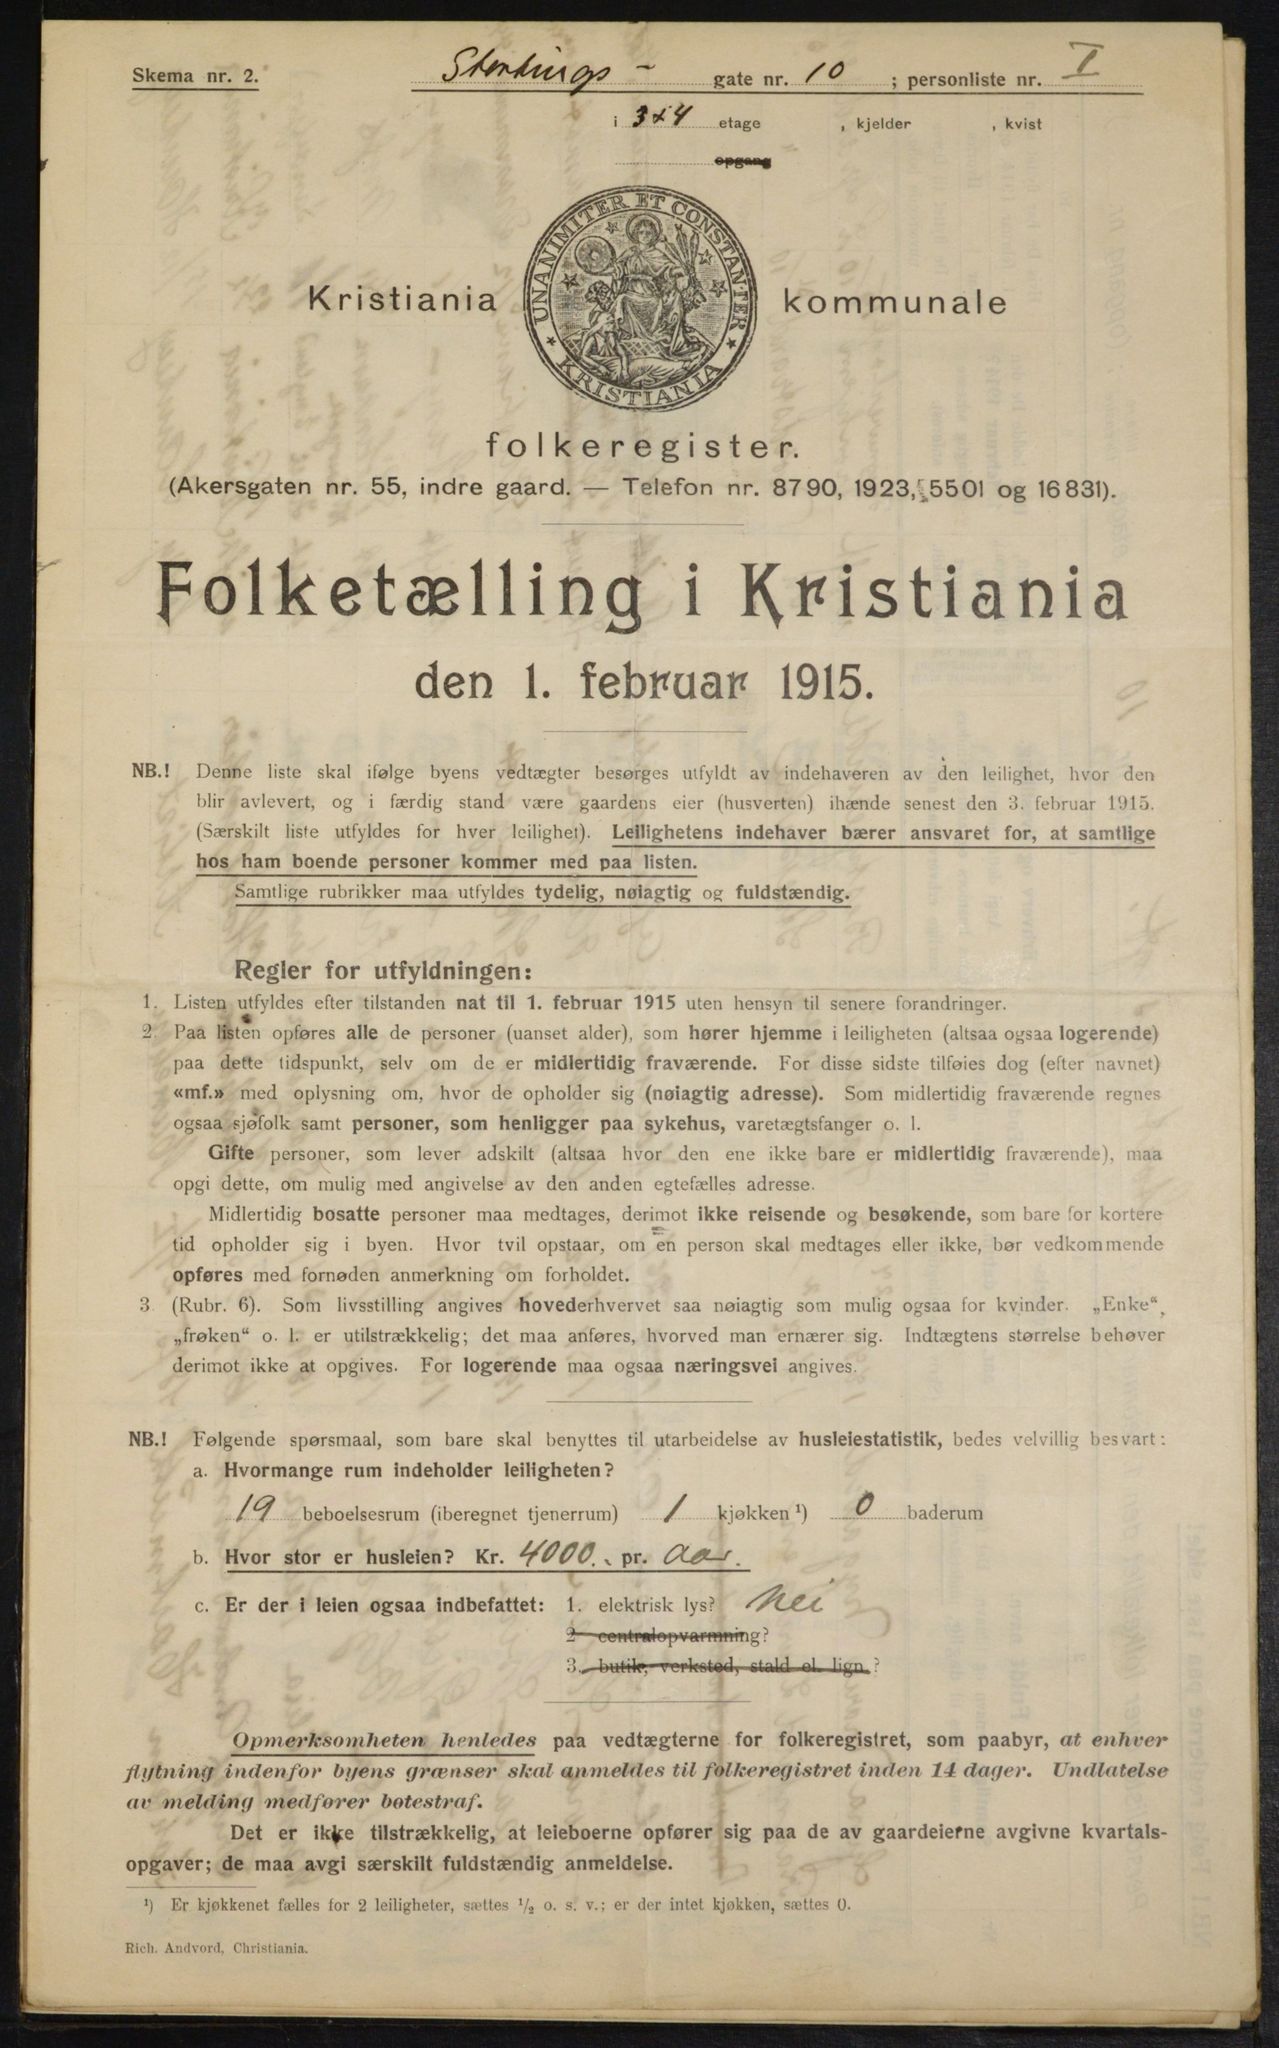 Skema nr. 2. Stortings- gate nr. 10 ; personliste nr. I
i 3 & 4 etage , kjelder , kvist
opgang
UNANIMITER ET CONSTANTER
KRISTIANIA
Kristiania kommunale
folkeregister.
(Akersgaten nr. 55, indre gaard. — Telefon nr. 8790, 1923, 5501 og 16831).
Folketælling i Kristiania
den 1. februar 1915.
NB.! Denne liste skal ifølge byens vedtægter besørges utfyldt av indehaveren av den leilighet, hvor den
blir avlevert, og i færdig stand være gaardens eier (husverten) ihænde senest den 3. februar 1915.
(Særskilt liste utfyldes for hver leilighet). Leilighetens indehaver bærer ansvaret for, at samtlige
hos ham boende personer kommer med paa listen.
Samtlige rubrikker maa utfyldes tydelig, nøiagtig og fuldstændig.
Regler for utfyldningen:
1. Listen utfyldes efter tilstanden nat til 1. februar 1915 uten hensyn til senere forandringer.
2. Paa listen opføres alle de personer (uanset alder), som hører hjemme i leiligheten (altsaa ogsaa logerende)
paa dette tidspunkt, selv om de er midlertidig fraværende. For disse sidste tilføies dog (efter navnet)
«mf.» med oplysning om, hvor de opholder sig (nøiagtig adresse). Som midlertidig fraværende regnes
ogsaa sjøfolk samt personer, som henligger paa sykehus, varetægtsfanger o. l.
Gifte personer, som lever adskilt (altsaa hvor den ene ikke bare er midlertidig fraværende), maa
opgi dette, om mulig med angivelse av den anden egtefælles adresse.
Midlertidig bosatte personer maa medtages, derimot ikke reisende og besøkende, som bare for kortere
tid opholder sig i byen. Hvor tvil opstaar, om en person skal medtages eller ikke, bør vedkommende
opføres med fornøden anmerkning om forholdet.
3. (Rubr. 6). Som livsstilling angives hovederhvervet saa nøiagtig som mulig ogsaa for kvinder. „Enke“,
„frøken“ o. l. er utilstrækkelig; det maa anføres, hvorved man ernærer sig. Indtægtens størrelse behøver
derimot ikke at opgives. For logerende maa ogsaa næringsvei angives.
NB.! Følgende spørsmaal, som bare skal benyttes til utarbeidelse av husleiestatistik, bedes velvillig besvart:
a. Hvormange rum indeholder leiligheten?
19 beboelsesrum (iberegnet tjenerrum) 1 kjøkken ¹) 0 baderum
b. Hvor stor er husleien? Kr. 4000. pr. Aar.
c. Er der i leien ogsaa indbefattet: 1. elektrisk lys? Nei
2 centralopvarmning?
3. butik, verksted, stald el. lign.?
Opmerksomheten henledes paa vedtægterne for folkeregistret, som paabyr, at enhver
flytning indenfor byens grænser skal anmeldes til folkeregistret inden 14 dager. Undlatelse
av melding medfører bøtestraf.
Det er ikke tilstrækkelig, at leieboerne opfører sig paa de av gaardeierne avgivne kvartals-
opgaver; de maa avgi særskilt fuldstændig anmeldelse.
¹) Er kjøkkenet fælles for 2 leiligheter, sættes 1/2 o. s. v.; er der intet kjøkken, sættes 0.
Rich. Andvord, Christiania.